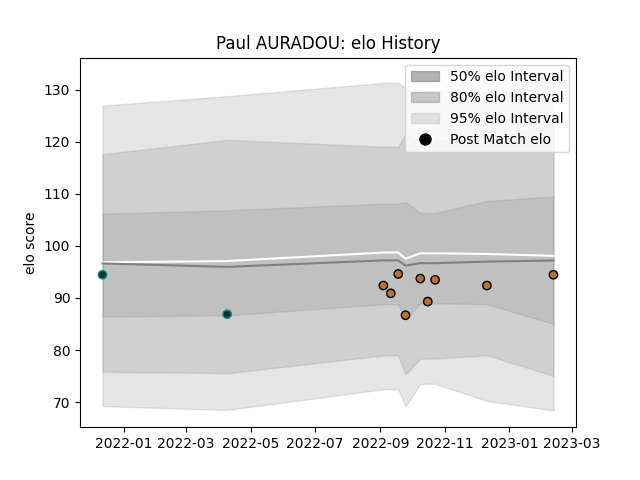 Paul AURADOU: elo History
130
120
110
100
90
80
70
elo score
50% elo Interval
80% elo Interval
95% elo Interval
Post Match elo
2022-01 2022-03 2022-05 2022-07 2022-09 2022-11 2023-01 2023-03